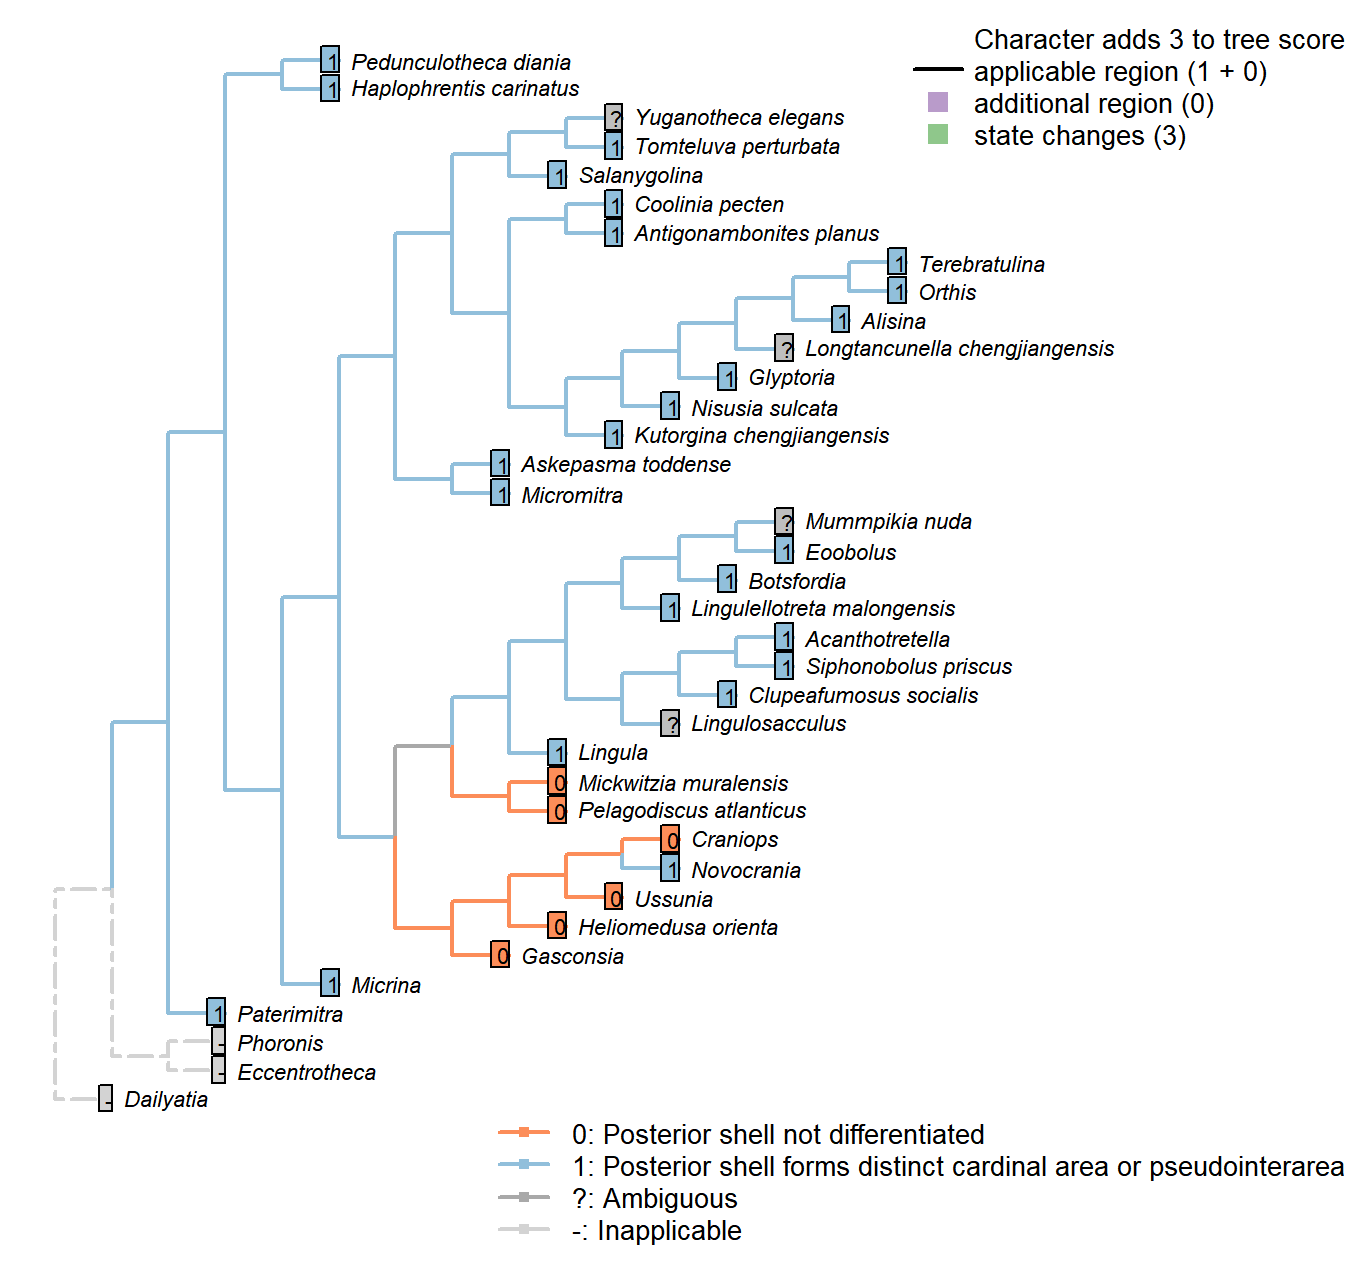 Character adds 3 to tree score
applicable region (1 + 0)
additional region (0)
state changes (3)
1 Pedunculotheca diania
1 Haplophrentis carinatus
? Yuganotheca elegans
1 Tomteluva perturbata
1 Salanygolina
1 Coolinia pecten
1 Antigonambonites planus
1 Terebratulina
1 Orthis
1 Alisina
? Longtancunella chengjiangensis
1 Glyptoria
1 Nisusia sulcata
1 Kutorgina chengjiangensis
1 Askepasma toddense
1 Micromitra
? Mummpikia nuda
1 Eoobolus
1 Botsfordia
1 Lingulellotreta malongensis
1 Acanthotretella
1 Siphonobolus priscus
1 Clupeafumosus socialis
? Lingulosacculus
1 Lingula
0 Mickwitzia muralensis
0 Pelagodiscus atlanticus
0 Craniops
1 Novocrania
0 Ussunia
0 Heliomedusa orienta
0 Gasconsia
1 Micrina
1 Paterimitra
- Phoronis
- Eccentrotheca
- Dailyatia
0: Posterior shell not differentiated
1: Posterior shell forms distinct cardinal area or pseudointerarea
?: Ambiguous
-: Inapplicable